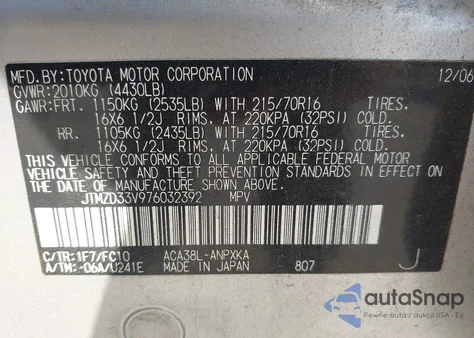 MFD.BY:TOYOTA MOTOR CORPORATION 12/06
GVWR:2010KG (4430LB)
GAWR:FRT. 1150KG (2535LB) WITH 215/70R16 TIRES.
16X6 1/2J RIMS, AT 220KPA (32PSI) COLD.
RR. 1105KG (2435LB) WITH 215/70R16 TIRES.
16X6 1/2J RIMS, AT 220KPA (32PSI) COLD.
THIS VEHICLE CONFORMS TO ALL APPLICABLE FEDERAL MOTOR
VEHICLE SAFETY STANDARDS IN EFFECT ON THE DATE OF
MANUFACTURE SHOWN ABOVE.
JTMZD33V976032392 MPV
C/TR:1F7/FC10 ACA38L-ANPXKA
A/TM:-06A/U241E MADE IN JAPAN 807 J
autoSnap
Pewne auta z USA i EU